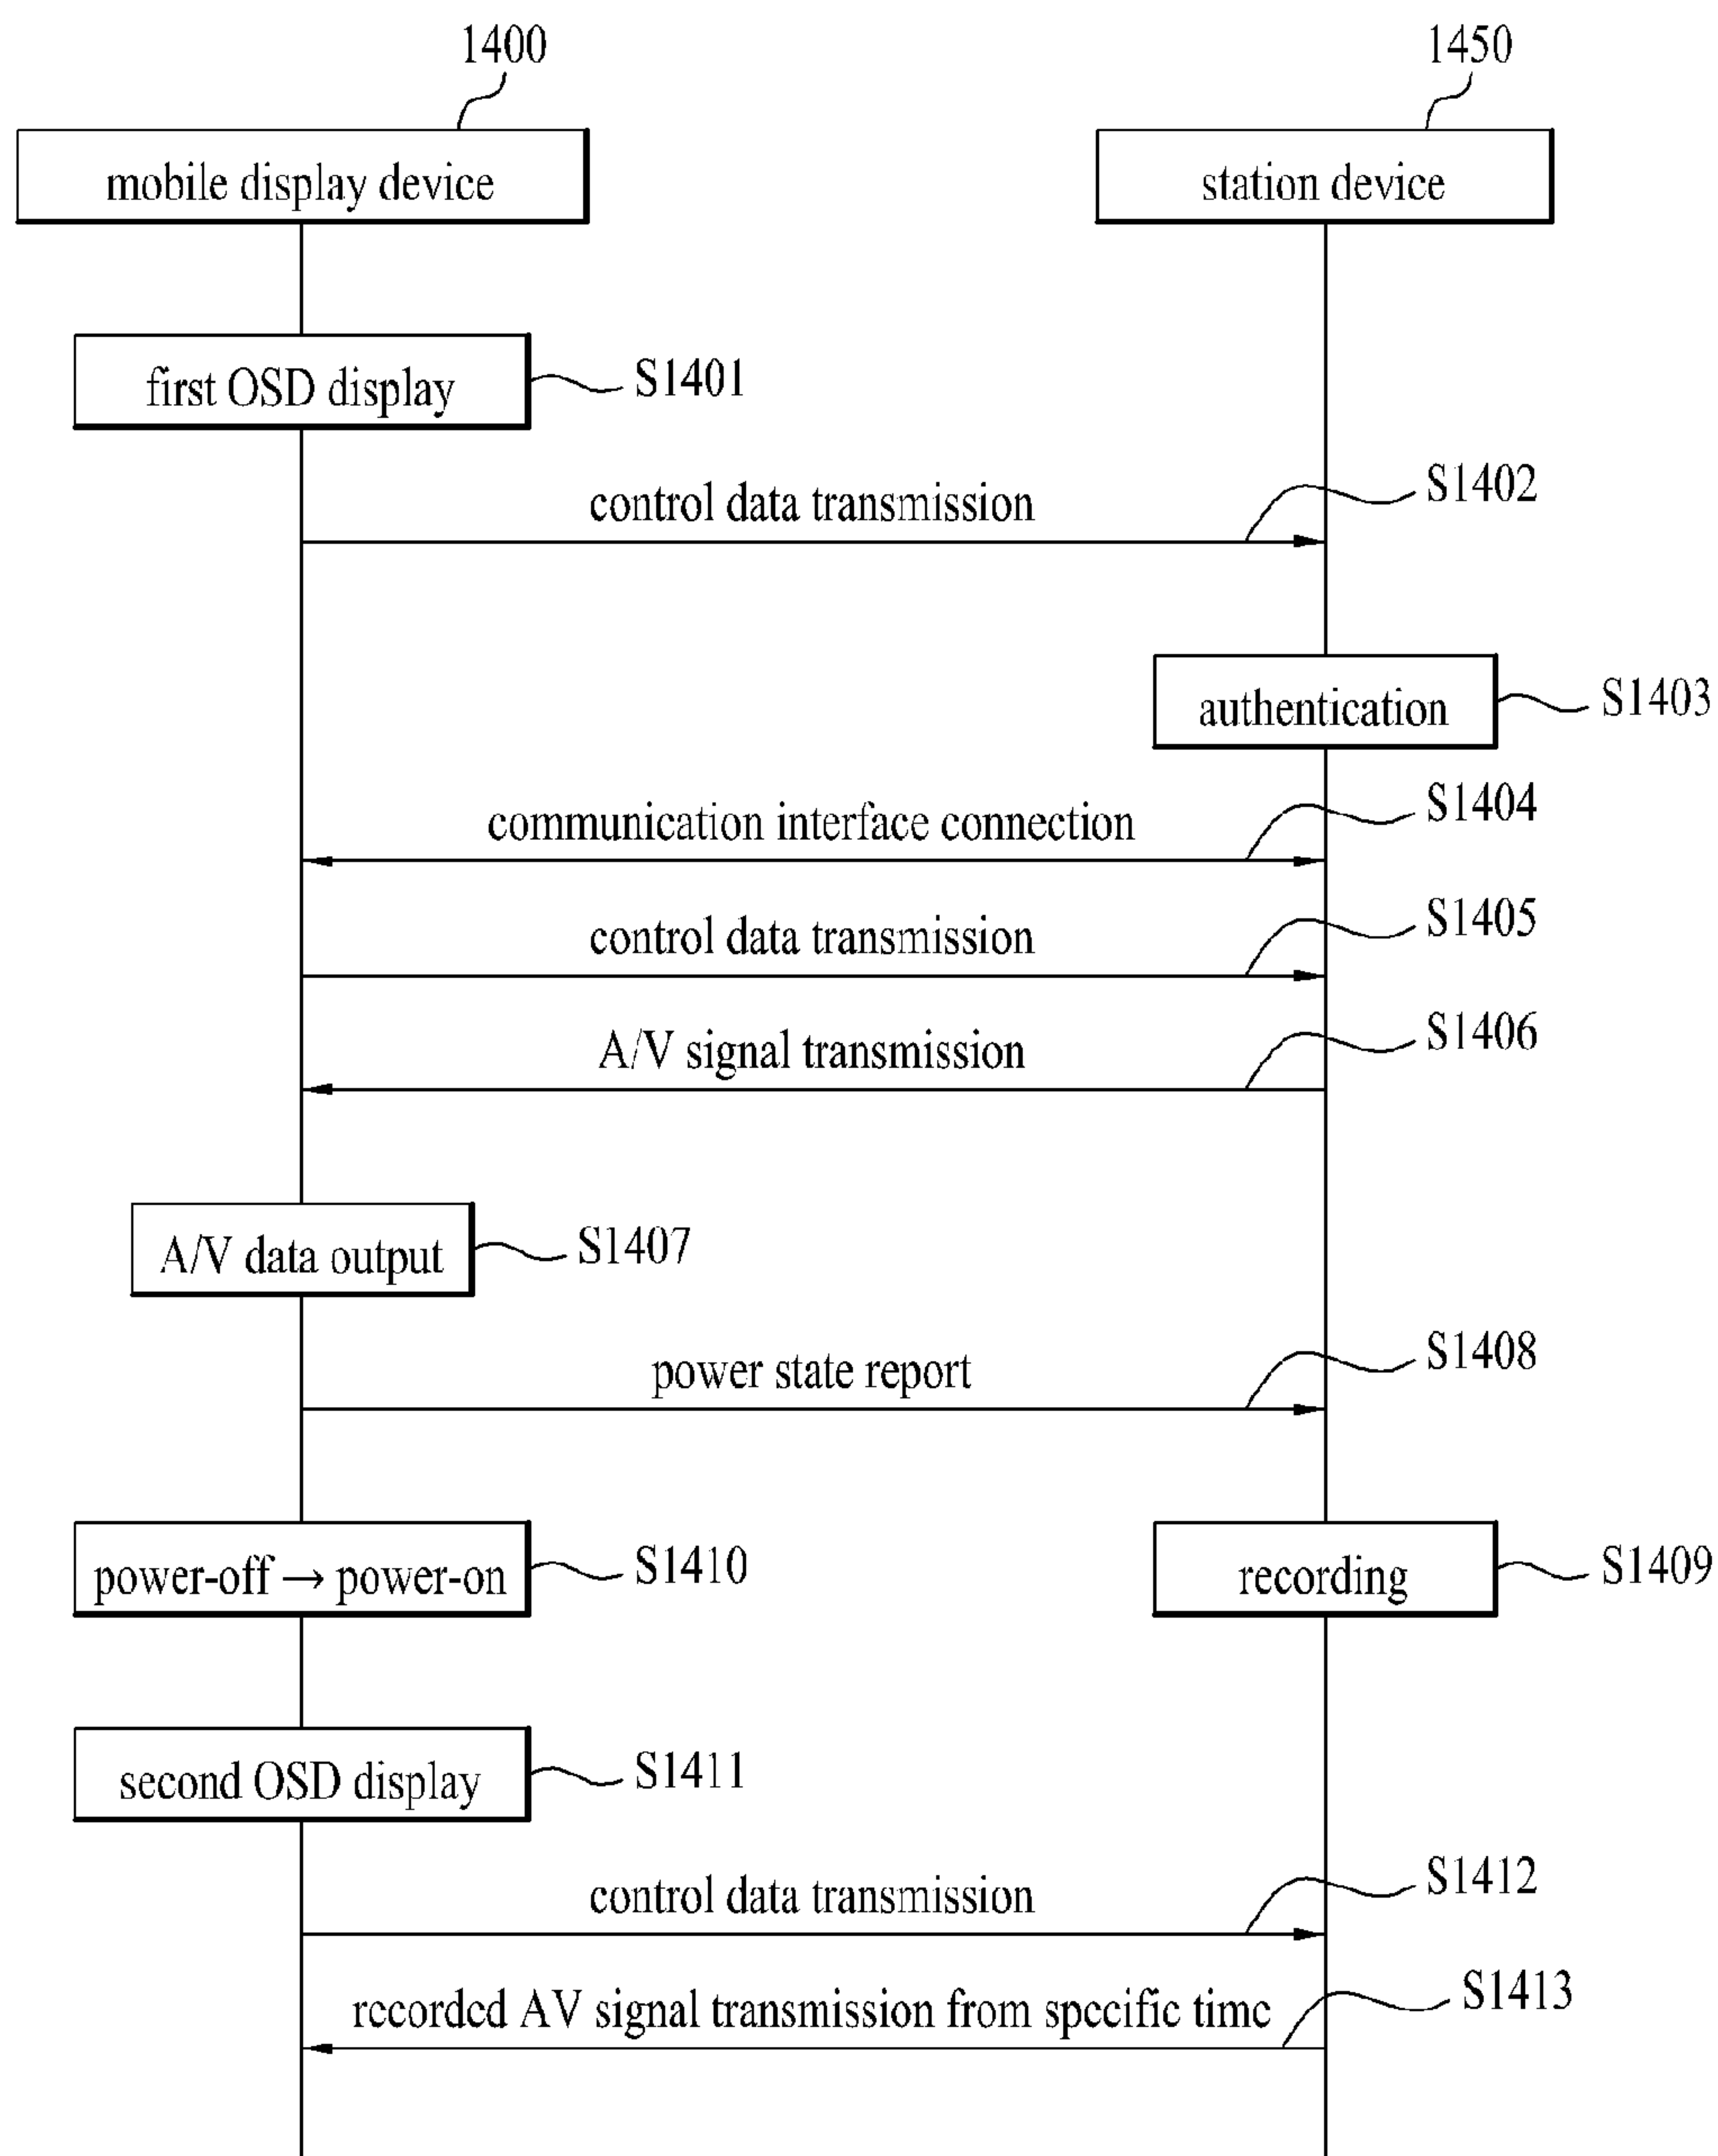 1400
1450
mobile display device
station device
first OSD display
S1401
control data transmission
S1402
authentication
S1403
communication interface connection
S1404
control data transmission
S1405
A/V signal transmission
S1406
A/V data output
S1407
power state report
S1408
power-off → power-on
S1410
recording
S1409
second OSD display
S1411
control data transmission
S1412
recorded AV signal transmission from specific time
S1413